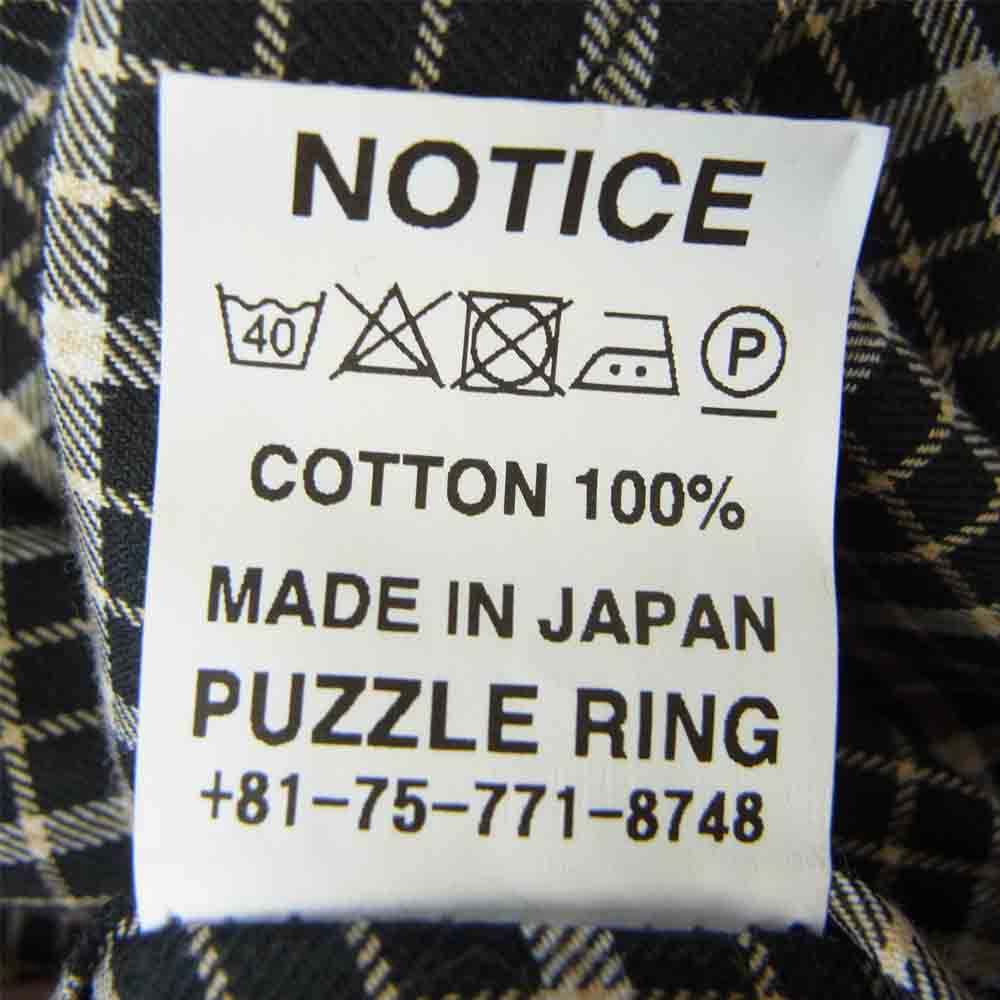 NOTICE
40 P
COTTON 100%
MADE IN JAPAN
PUZZLE RING
+81-75-771-8748